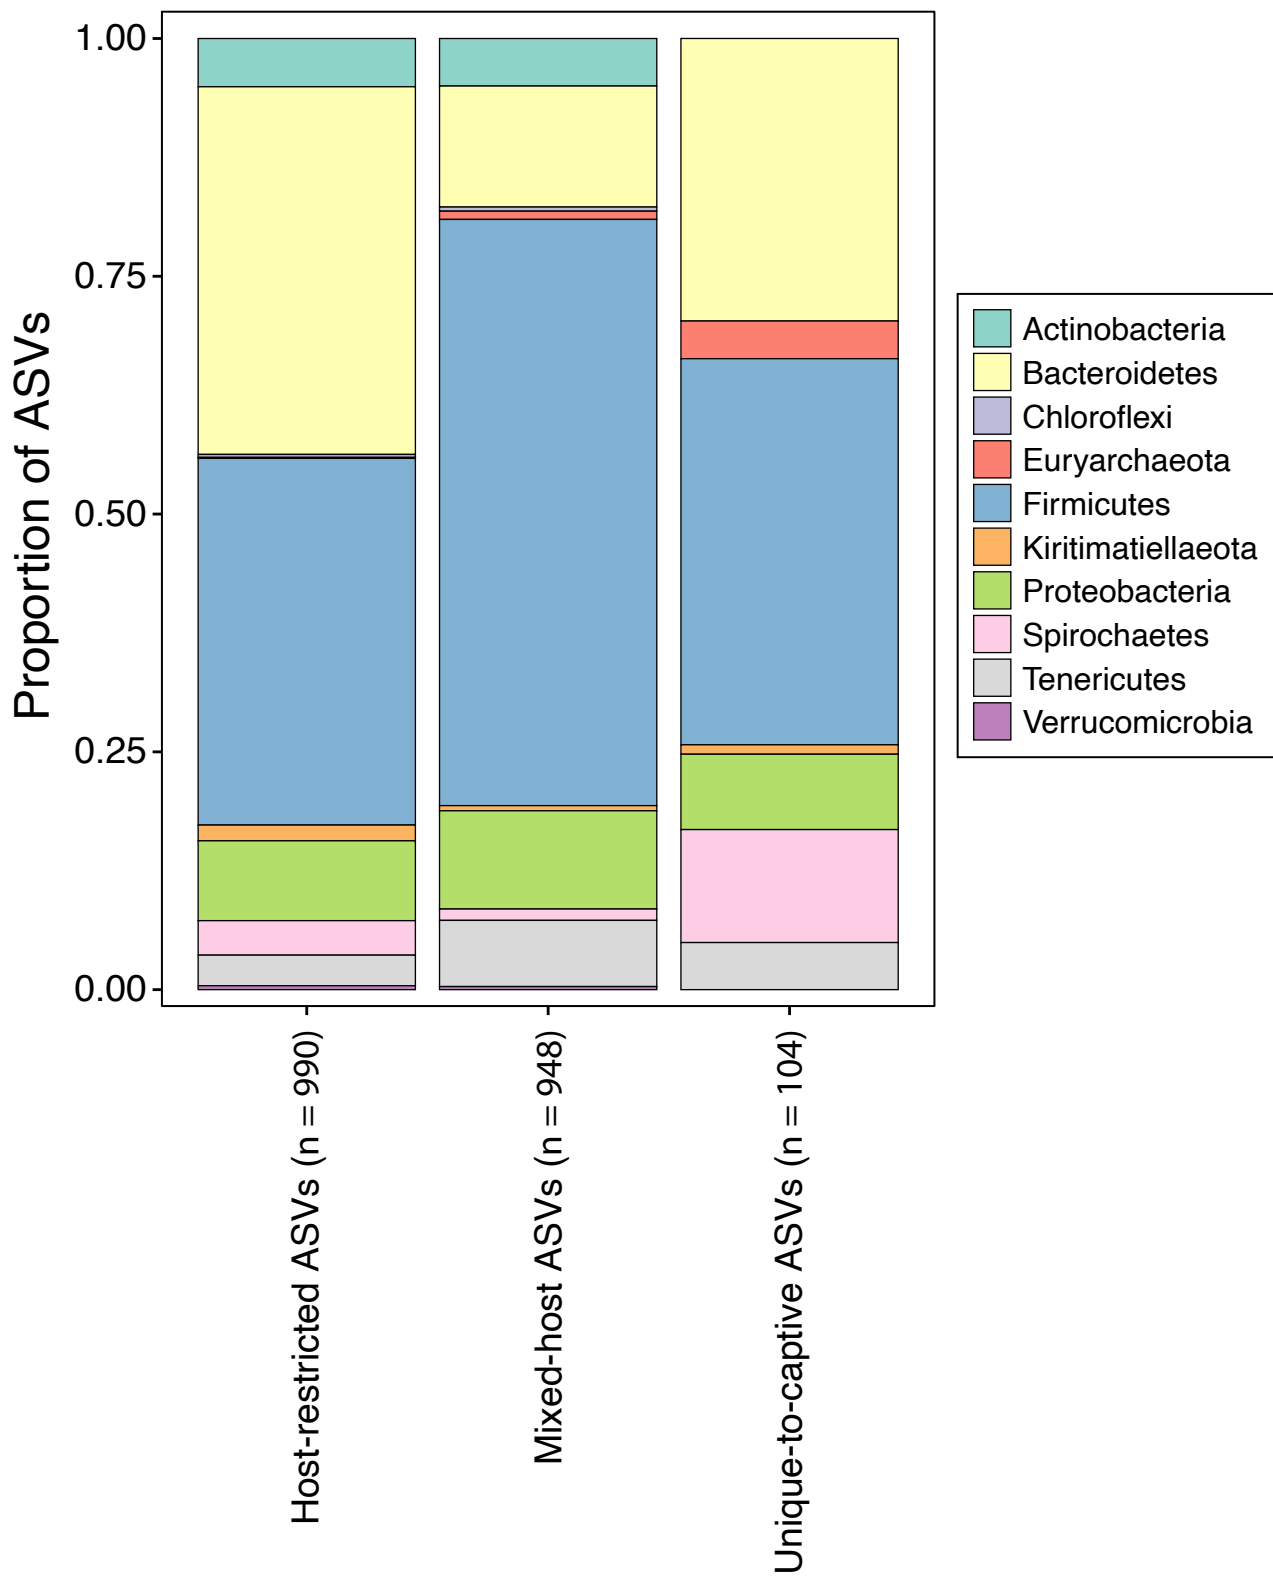 Proportion of ASVs
1.00
0.75
0.50
0.25
0.00
Host-restricted ASVs (n = 990)
Mixed-host ASVs (n = 948)
Unique-to-captive ASVs (n = 104)
Actinobacteria
Bacteroidetes
Chloroflexi
Euryarchaeota
Firmicutes
Kiritimatiellaeota
Proteobacteria
Spirochaetes
Tenericutes
Verrucomicrobia